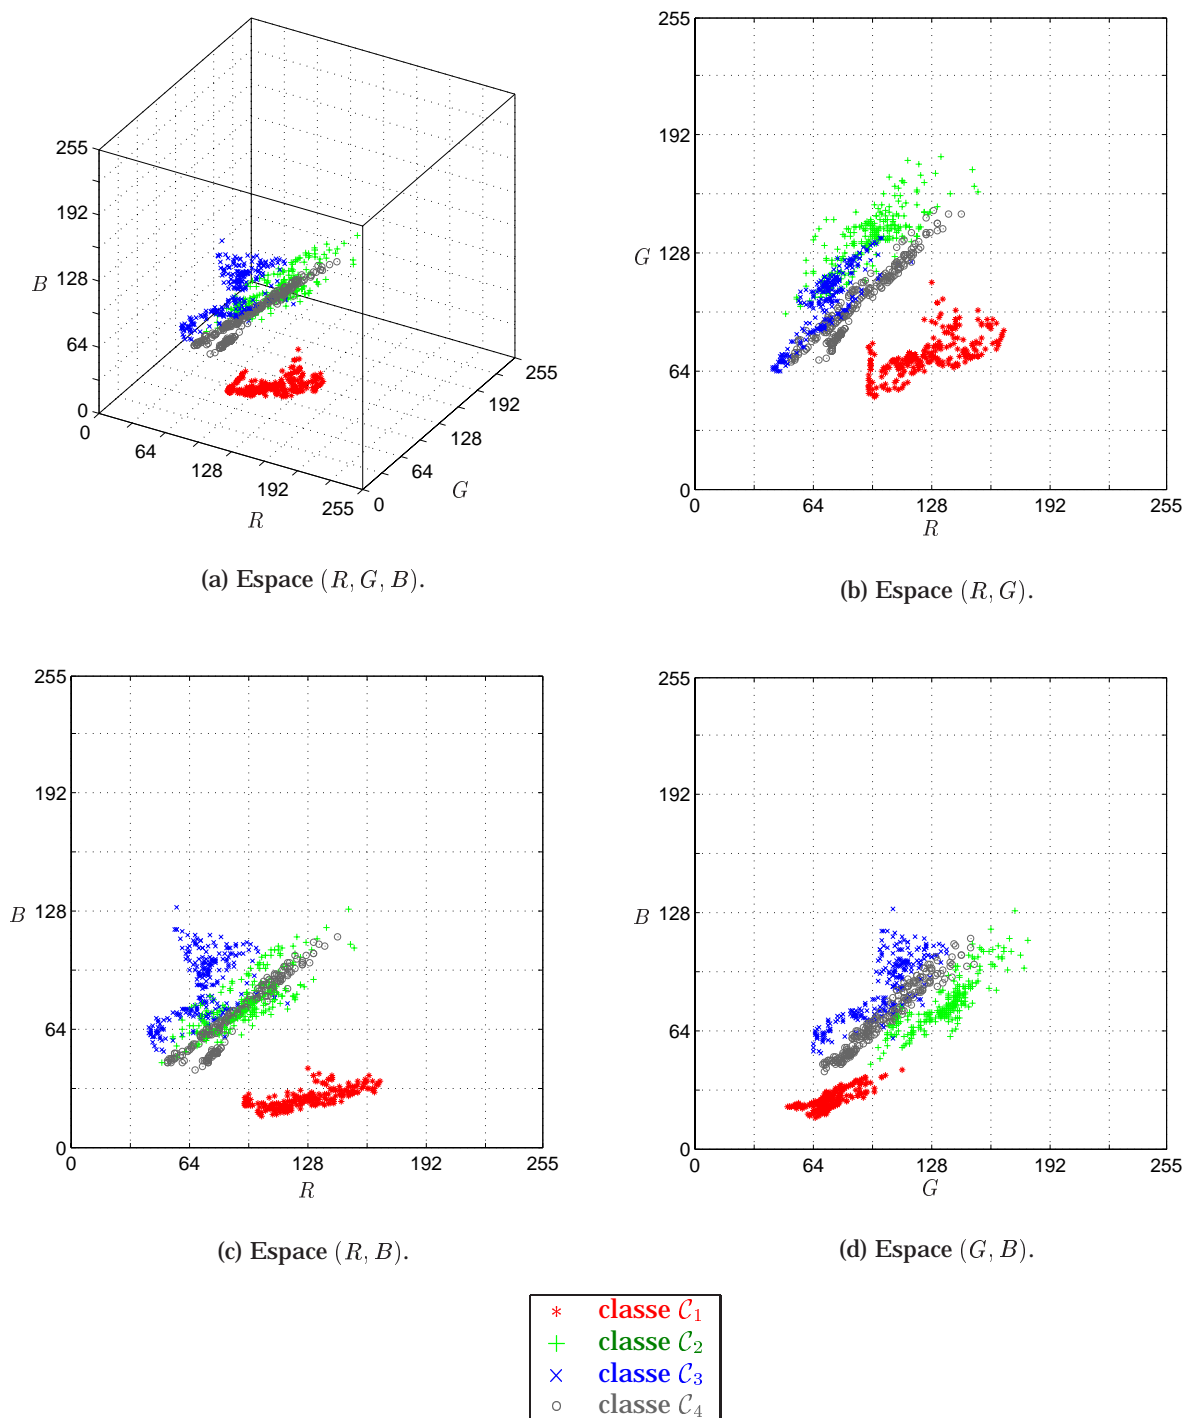 255
192
B
128
64
0
0
64
128
192
255
R
0
64
128
192
255
G
(a) Espace (R, G, B).
255
192
G
128
64
0
0
64
128
192
255
R
(b) Espace (R, G).
255
192
B
128
64
0
0
64
128
192
255
R
(c) Espace (R, B).
255
192
B
128
64
0
0
64
128
192
255
G
(d) Espace (G, B).
classe C1
classe C2
classe C3
classe C4